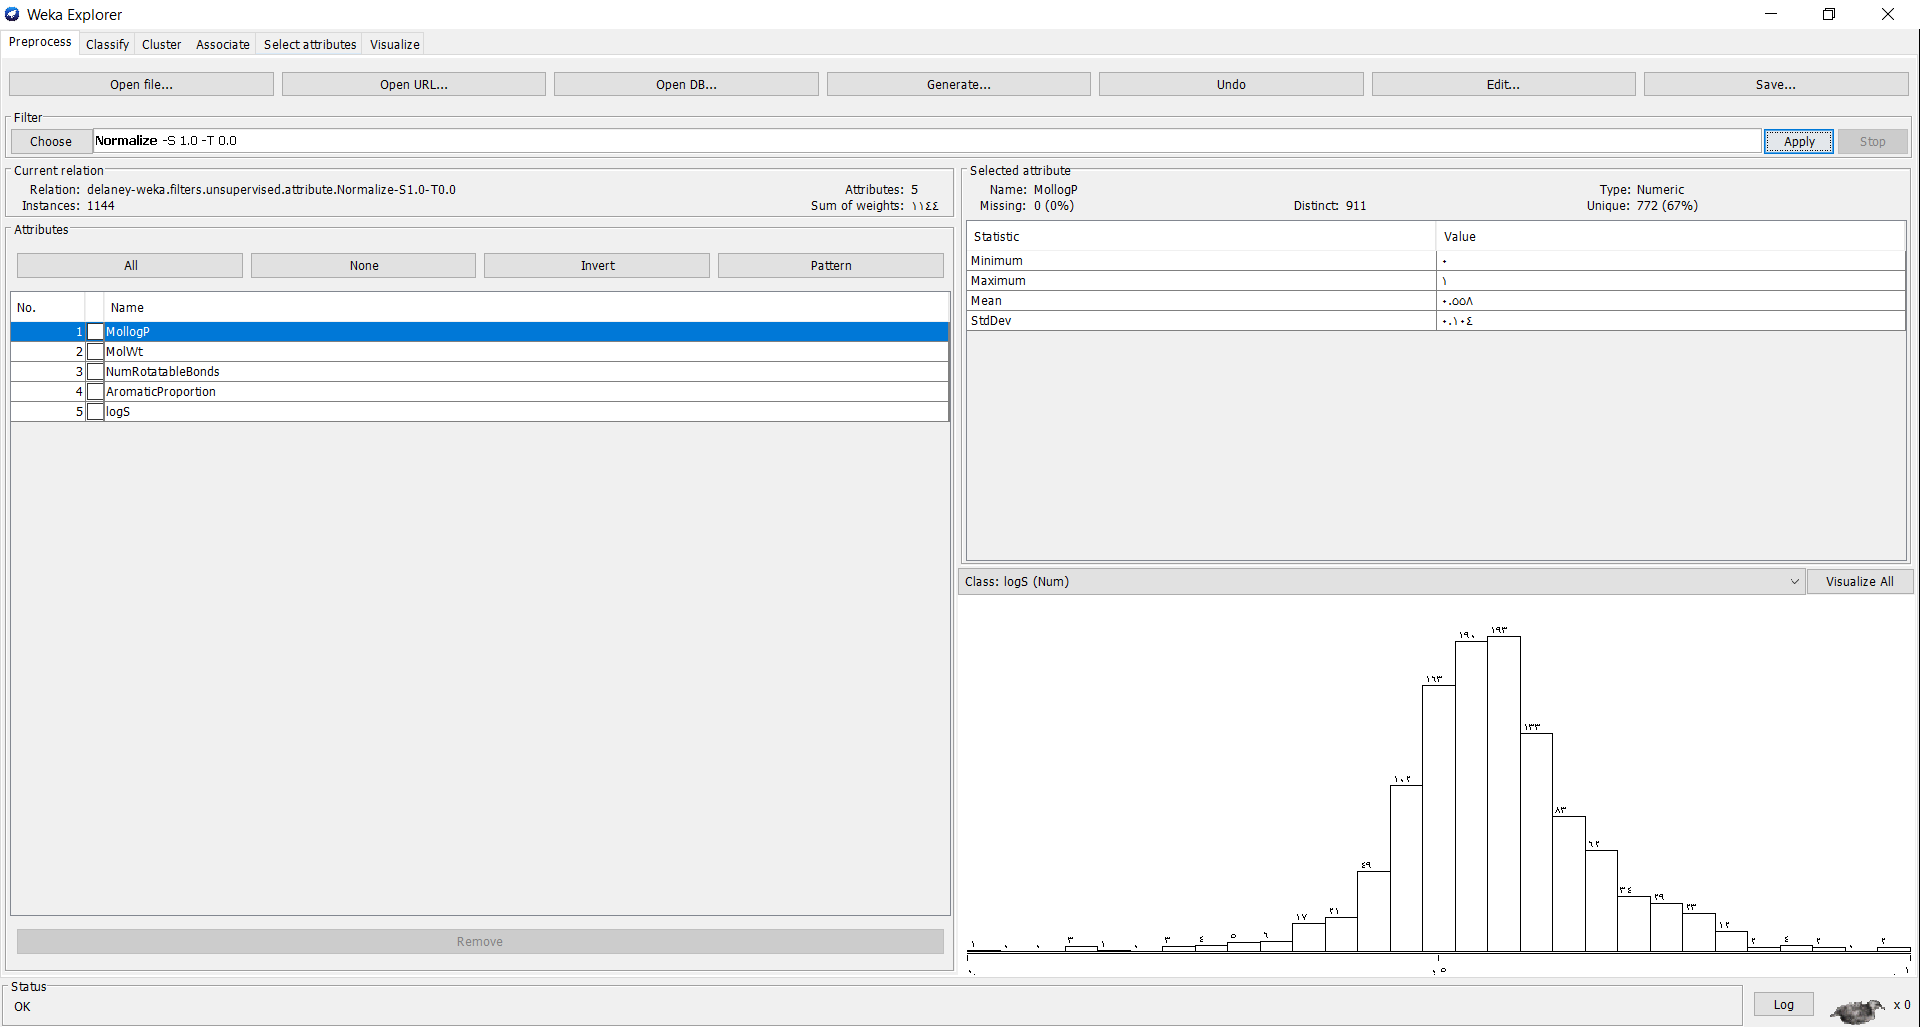 Weka Explorer
Preprocess Classify Cluster Associate Select attributes Visualize
Open file... Open URL... Open DB... Generate... Undo Edit... Save...
Filter
Choose Normalize -S 1.0 -T 0.0 Apply Stop
Current relation
Relation: delaney-weka.filters.unsupervised.attribute.Normalize-S1.0-T0.0 Attributes: 5
Instances: 1144 Sum of weights: ١١٤٤
Attributes
All None Invert Pattern
No. Name
1 MollogP
2 MolWt
3 NumRotatableBonds
4 AromaticProportion
5 logS
Remove
Selected attribute
Name: MollogP Type: Numeric
Missing: 0 (0%) Distinct: 911 Unique: 772 (67%)
Statistic Value
Minimum ٠
Maximum ١
Mean ٠.٥٥٨
StdDev ٠.١٠٤
Class: logS (Num) Visualize All
١ ٠ ٠ ٣ ١ ٠ ٣ ٤ ٥ ٦ ١٧ ٢١ ٤٩ ١٠٢ ١٦٣ ١٩٠ ١٩٣ ١٣٣ ٨٣ ٦٢ ٣٤ ٢٩ ٢٣ ١٢ ٢ ٤ ٢ ٠ ٢
Status
OK
Log x 0